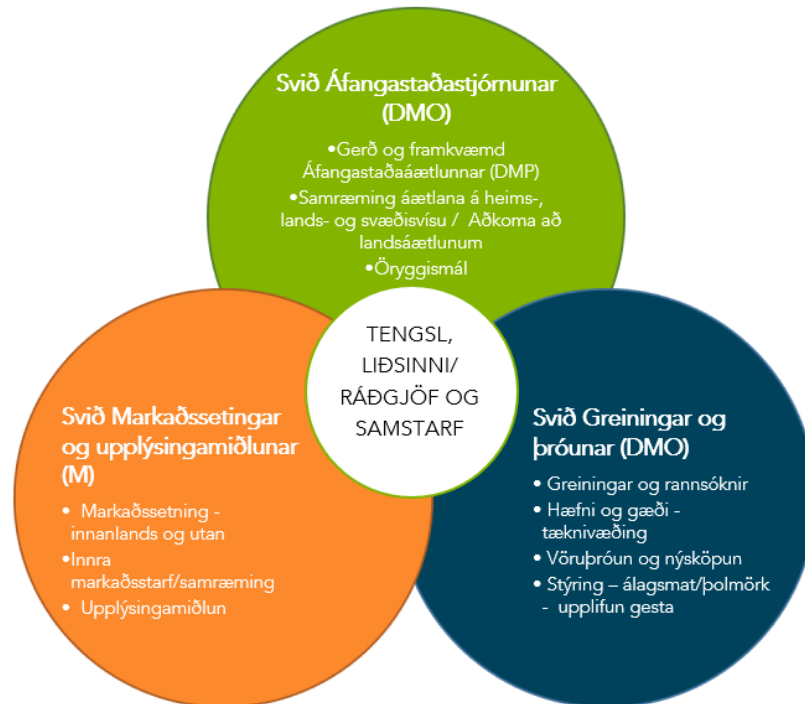 Svið Áfangastaðastjórnunar
(DMO)
•Gerð og framkvæmd
Áfangastaðaáætlunnar (DMP)
•Samræming áætlana á heims-,
lands- og svæðisvísu / Aðkoma að
landsáætlunum
•Öryggismál
TENGSL,
LIÐSINNI/
RÁÐGJÖF OG
SAMSTARF
Svið Markaðssetingar
og upplýsingamiðlunar
(M)
• Markaðssetning -
innanlands og utan
•Innra
markaðsstarf/samræming
• Upplýsingamiðlun
Svið Greiningar og
þróunar (DMO)
• Greiningar og rannsóknir
• Hæfni og gæði -
tæknivæðing
• Vöruþróun og nýsköpun
• Stýring – álagsmat/þolmörk
- upplifun gesta